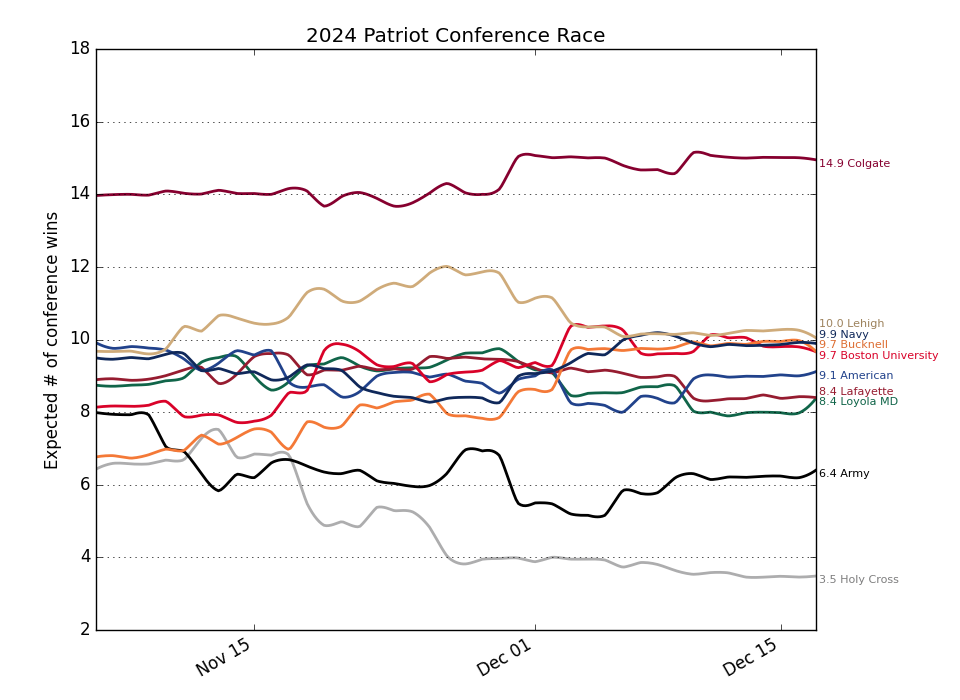 2024 Patriot Conference Race
Expected # of conference wins
18
16
14
12
10
8
6
4
2
Nov 15
Dec 01
Dec 15
14.9 Colgate
10.0 Lehigh
9.9 Navy
9.7 Bucknell
9.7 Boston University
9.1 American
8.4 Lafayette
8.4 Loyola MD
6.4 Army
3.5 Holy Cross